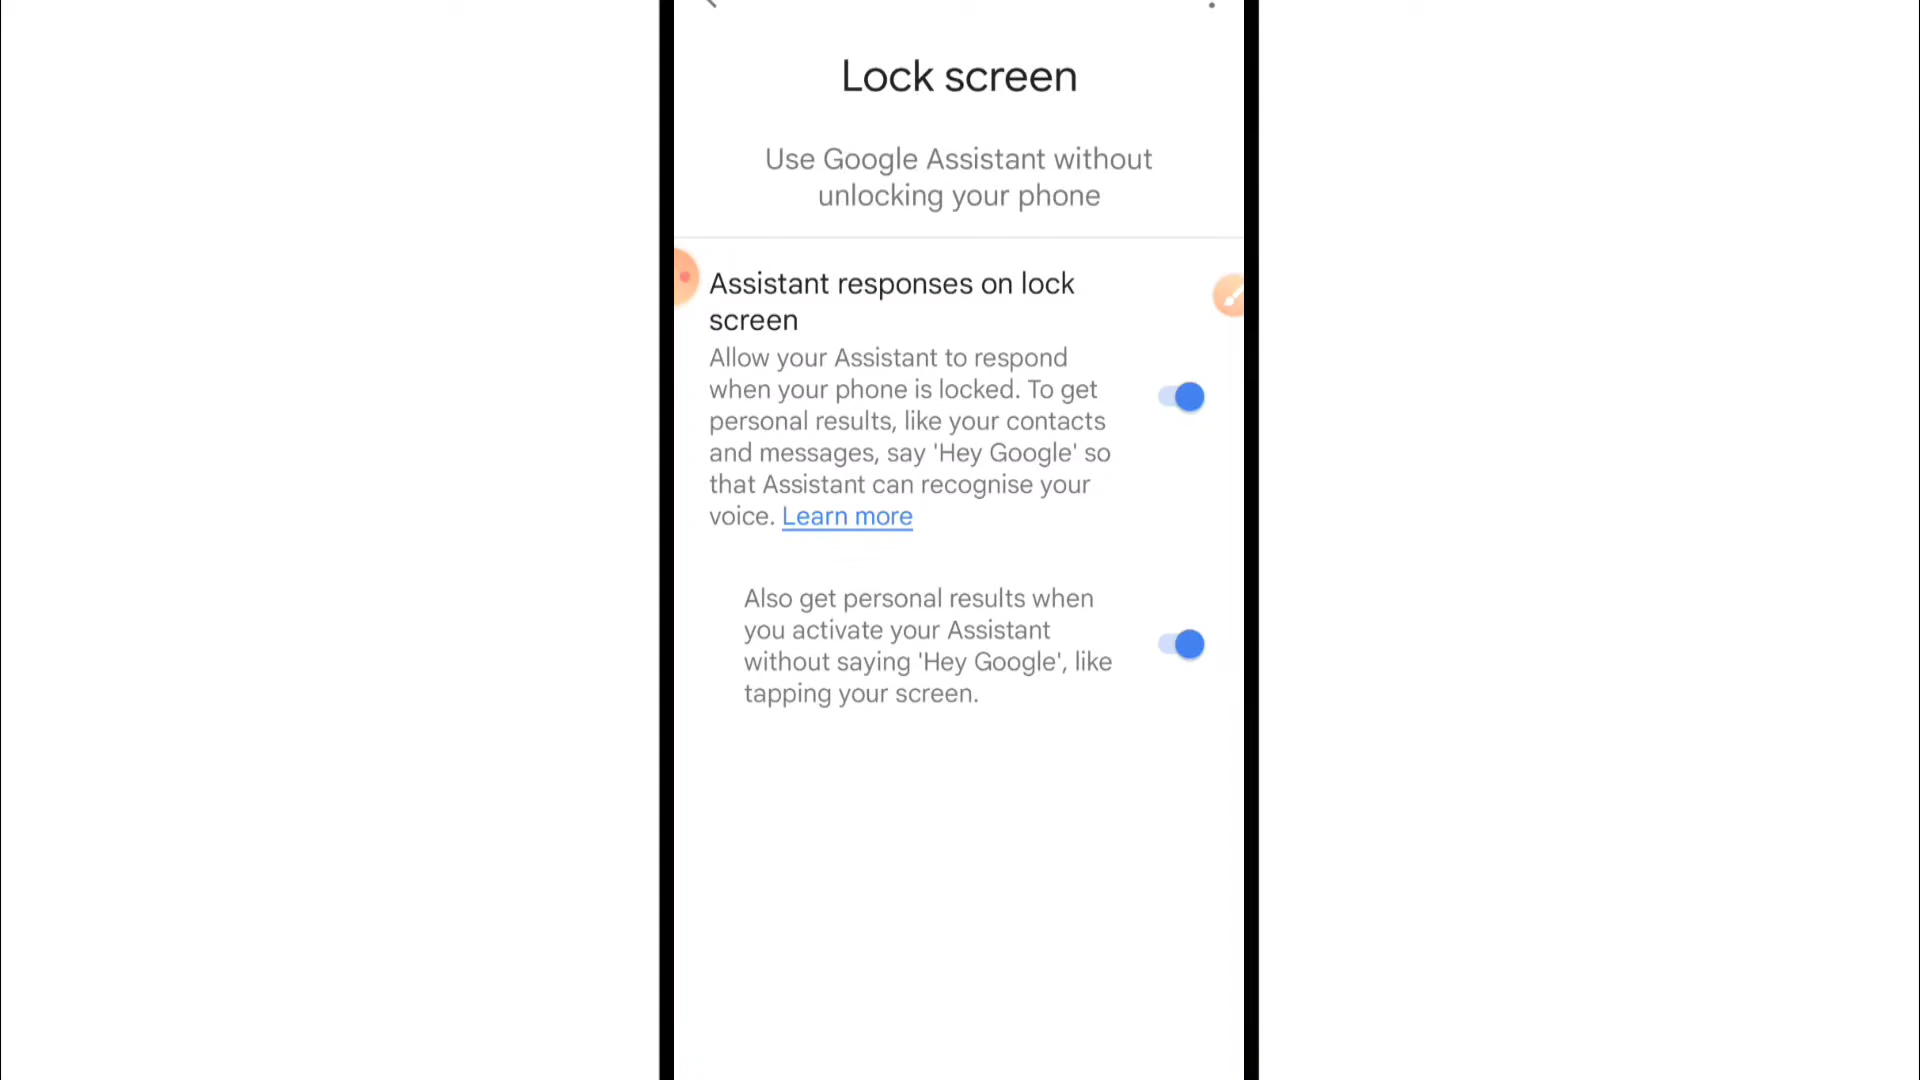 Lock screen
Use Google Assistant without
unlocking your phone
Assistant responses on lock
screen
Allow your Assistant to respond
when your phone is locked. To get
personal results, like your contacts
and messages, say 'Hey Google' so
that Assistant can recognise your
voice. Learn more
Also get personal results when
you activate your Assistant
without saying 'Hey Google', like
tapping your screen.